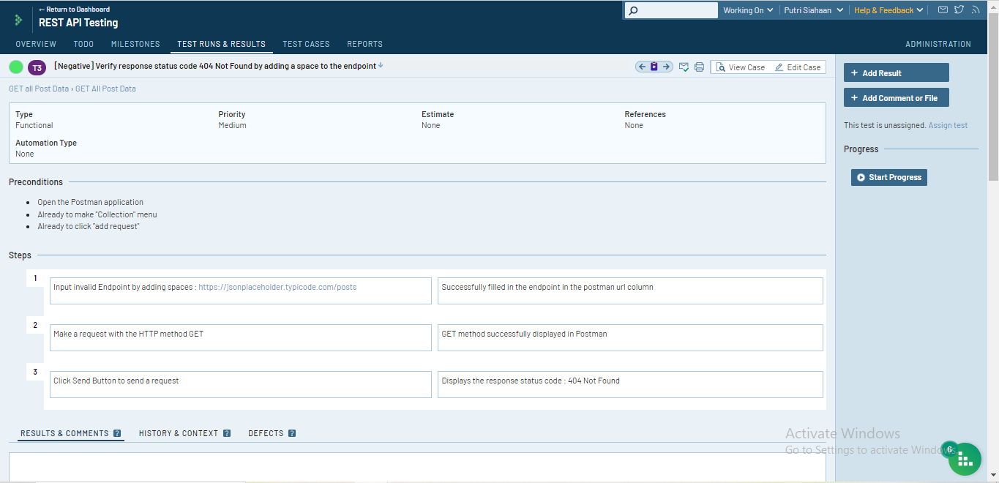 ← Return to Dashboard
REST API Testing
Working On
Putri Siahaan
Help & Feedback
OVERVIEW TODO MILESTONES TEST RUNS & RESULTS TEST CASES REPORTS ADMINISTRATION
T3 [Negative] Verify response status code 404 Not Found by adding a space to the endpoint
View Case Edit Case
GET all Post Data › GET All Post Data
Type Priority Estimate References
Functional Medium None None
Automation Type
None
+ Add Result
+ Add Comment or File
This test is unassigned. Assign test
Progress
Start Progress
Preconditions
• Open the Postman application
• Already to make "Collection" menu
• Already to click "add request"
Steps
1 Input invalid Endpoint by adding spaces : https://jsonplaceholder.typicode.com/posts Successfully filled in the endpoint in the postman url column
2 Make a request with the HTTP method GET GET method successfully displayed in Postman
3 Click Send Button to send a request Displays the response status code : 404 Not Found
RESULTS & COMMENTS ? HISTORY & CONTEXT ? DEFECTS ?
Activate Windows
Go to Settings to activate Windows.
6